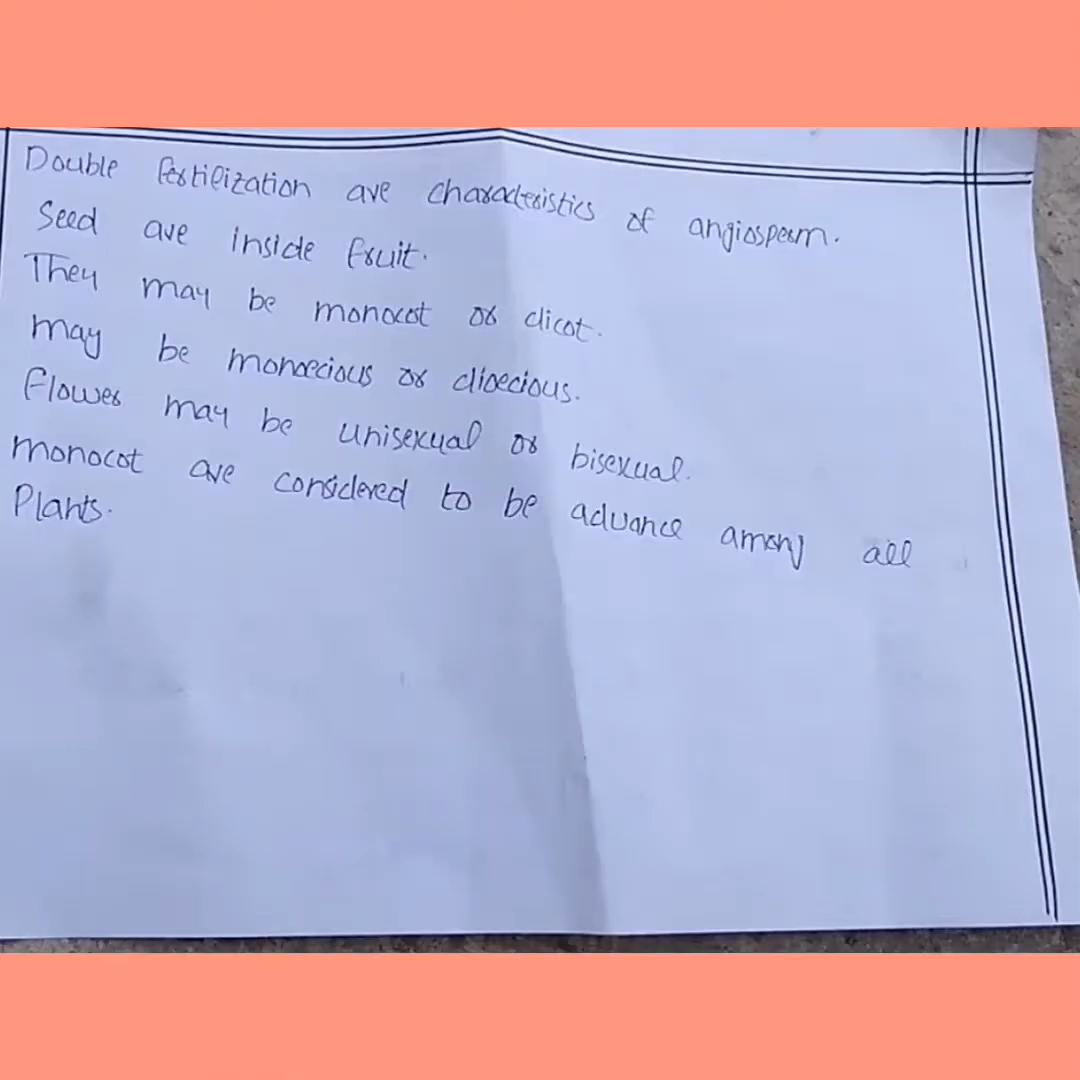 Double fertilization are characteristics of angiosperm.
Seed are inside fruit.
They may be monocot or dicot.
may be monoecious or dioecious.
Flower may be unisexual or bisexual.
monocot are considered to be advance among all
Plants.